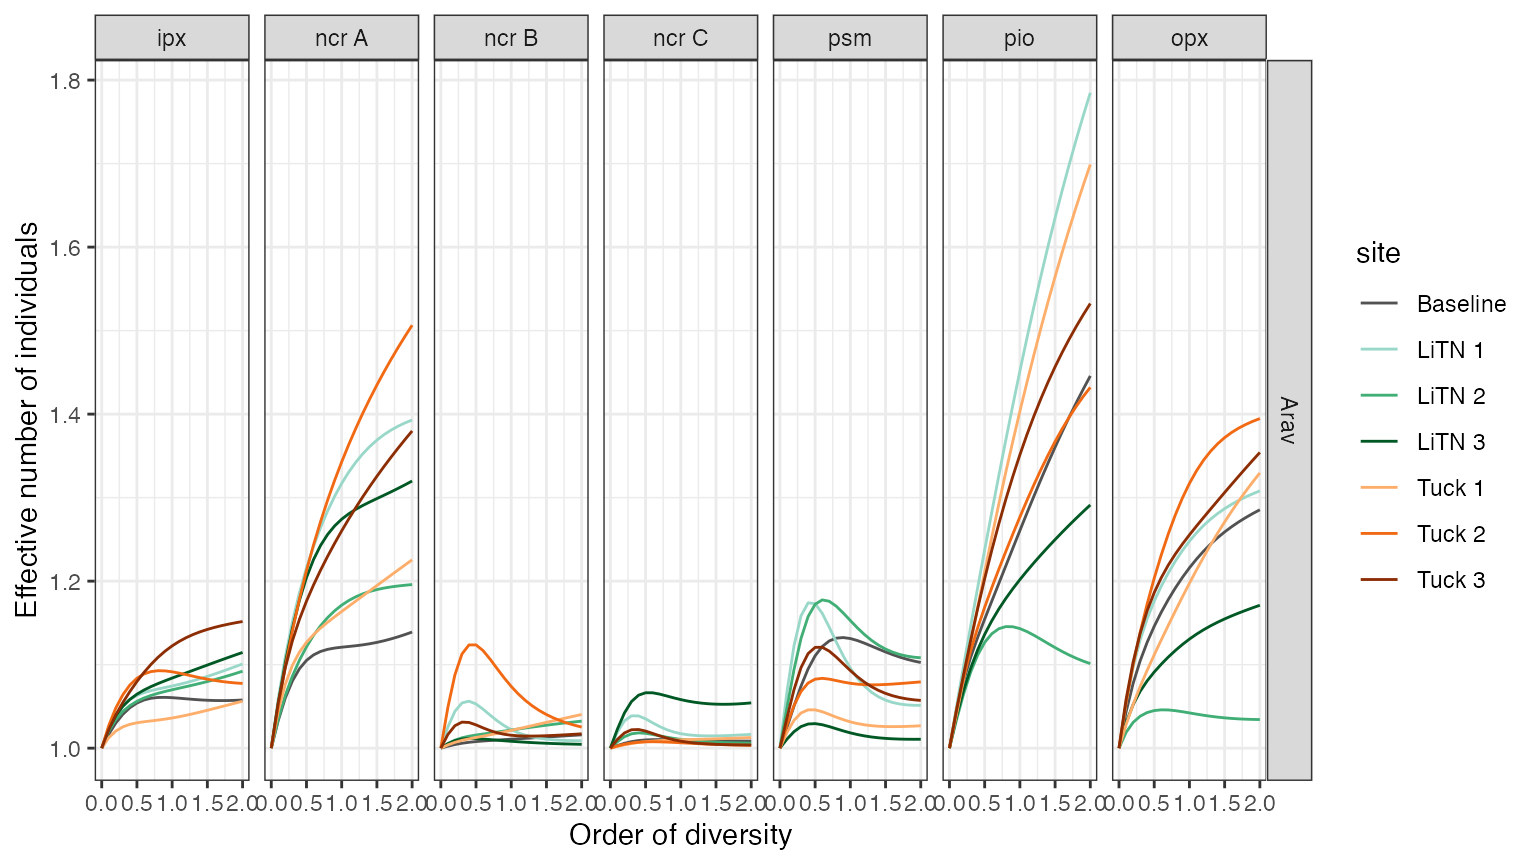 ipx ncr A ncr B ncr C psm pio opx
1.8
1.6
1.4
1.2
1.0
Effective number of individuals
Arav
site
Baseline
LiTN 1
LiTN 2
LiTN 3
Tuck 1
Tuck 2
Tuck 3
0.0 0.5 1.0 1.5 2.0 0.0 0.5 1.0 1.5 2.0 0.0 0.5 1.0 1.5 2.0 0.0 0.5 1.0 1.5 2.0 0.0 0.5 1.0 1.5 2.0 0.0 0.5 1.0 1.5 2.0 0.0 0.5 1.0 1.5 2.0
Order of diversity